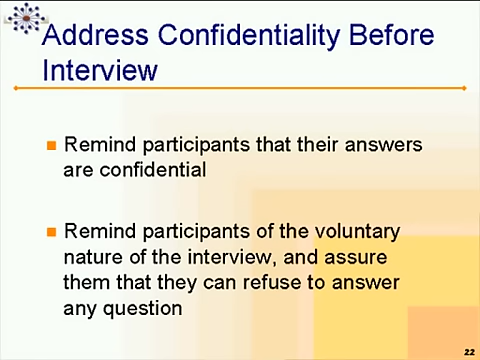 Address Confidentiality Before
Interview
Remind participants that their answers
are confidential
Remind participants of the voluntary
nature of the interview, and assure
them that they can refuse to answer
any question
22